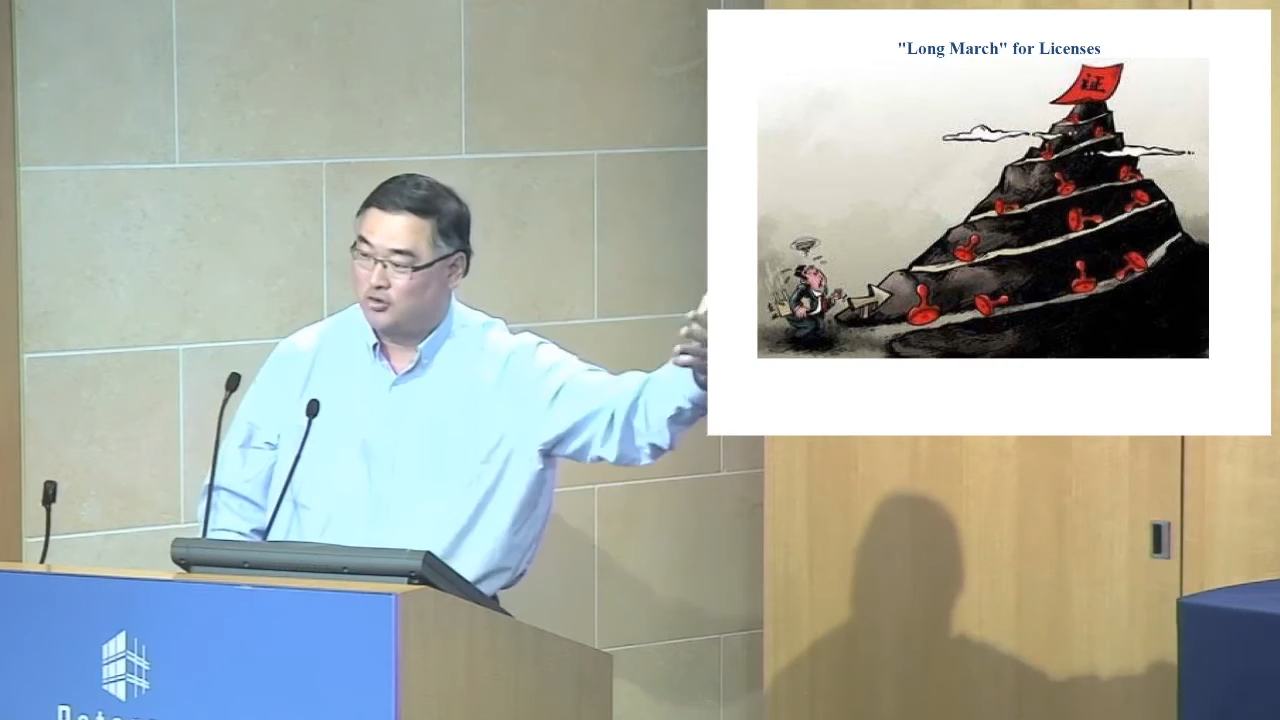 "Long March" for Licenses
证